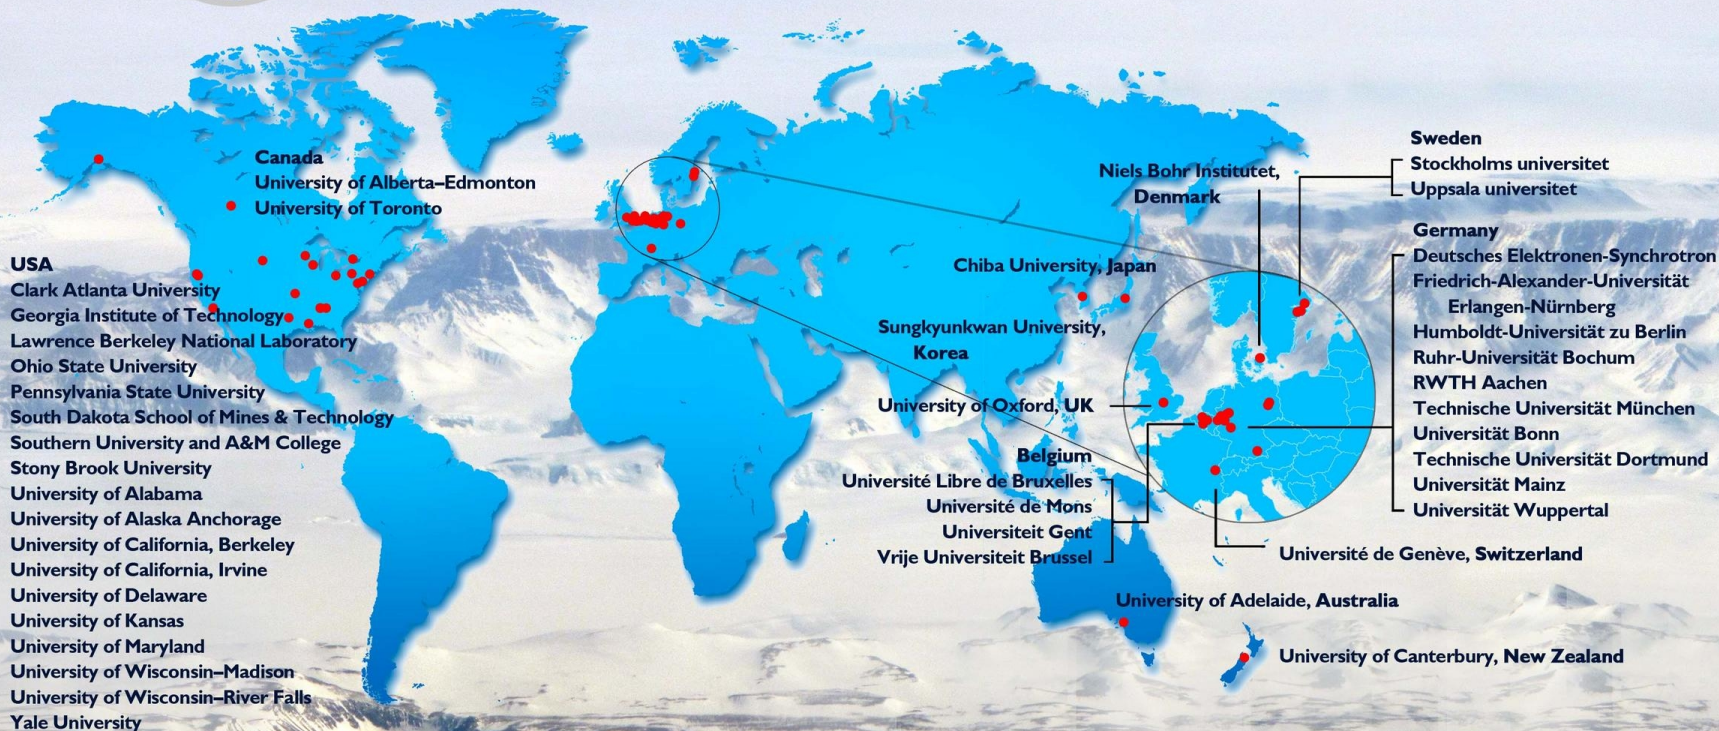 Canada
University of Alberta–Edmonton
University of Toronto
USA
Clark Atlanta University
Georgia Institute of Technology
Lawrence Berkeley National Laboratory
Ohio State University
Pennsylvania State University
South Dakota School of Mines & Technology
Southern University and A&M College
Stony Brook University
University of Alabama
University of Alaska Anchorage
University of California, Berkeley
University of California, Irvine
University of Delaware
University of Kansas
University of Maryland
University of Wisconsin–Madison
University of Wisconsin–River Falls
Yale University
Niels Bohr Institutet,
Denmark
Chiba University, Japan
Sungkyunkwan University,
Korea
University of Oxford, UK
Belgium
Université Libre de Bruxelles
Université de Mons
Universiteit Gent
Vrije Universiteit Brussel
Sweden
Stockholms universitet
Uppsala universitet
Germany
Deutsches Elektronen-Synchrotron
Friedrich-Alexander-Universität
Erlangen-Nürnberg
Humboldt-Universität zu Berlin
Ruhr-Universität Bochum
RWTH Aachen
Technische Universität München
Universität Bonn
Technische Universität Dortmund
Universität Mainz
Universität Wuppertal
Université de Genève, Switzerland
University of Adelaide, Australia
University of Canterbury, New Zealand